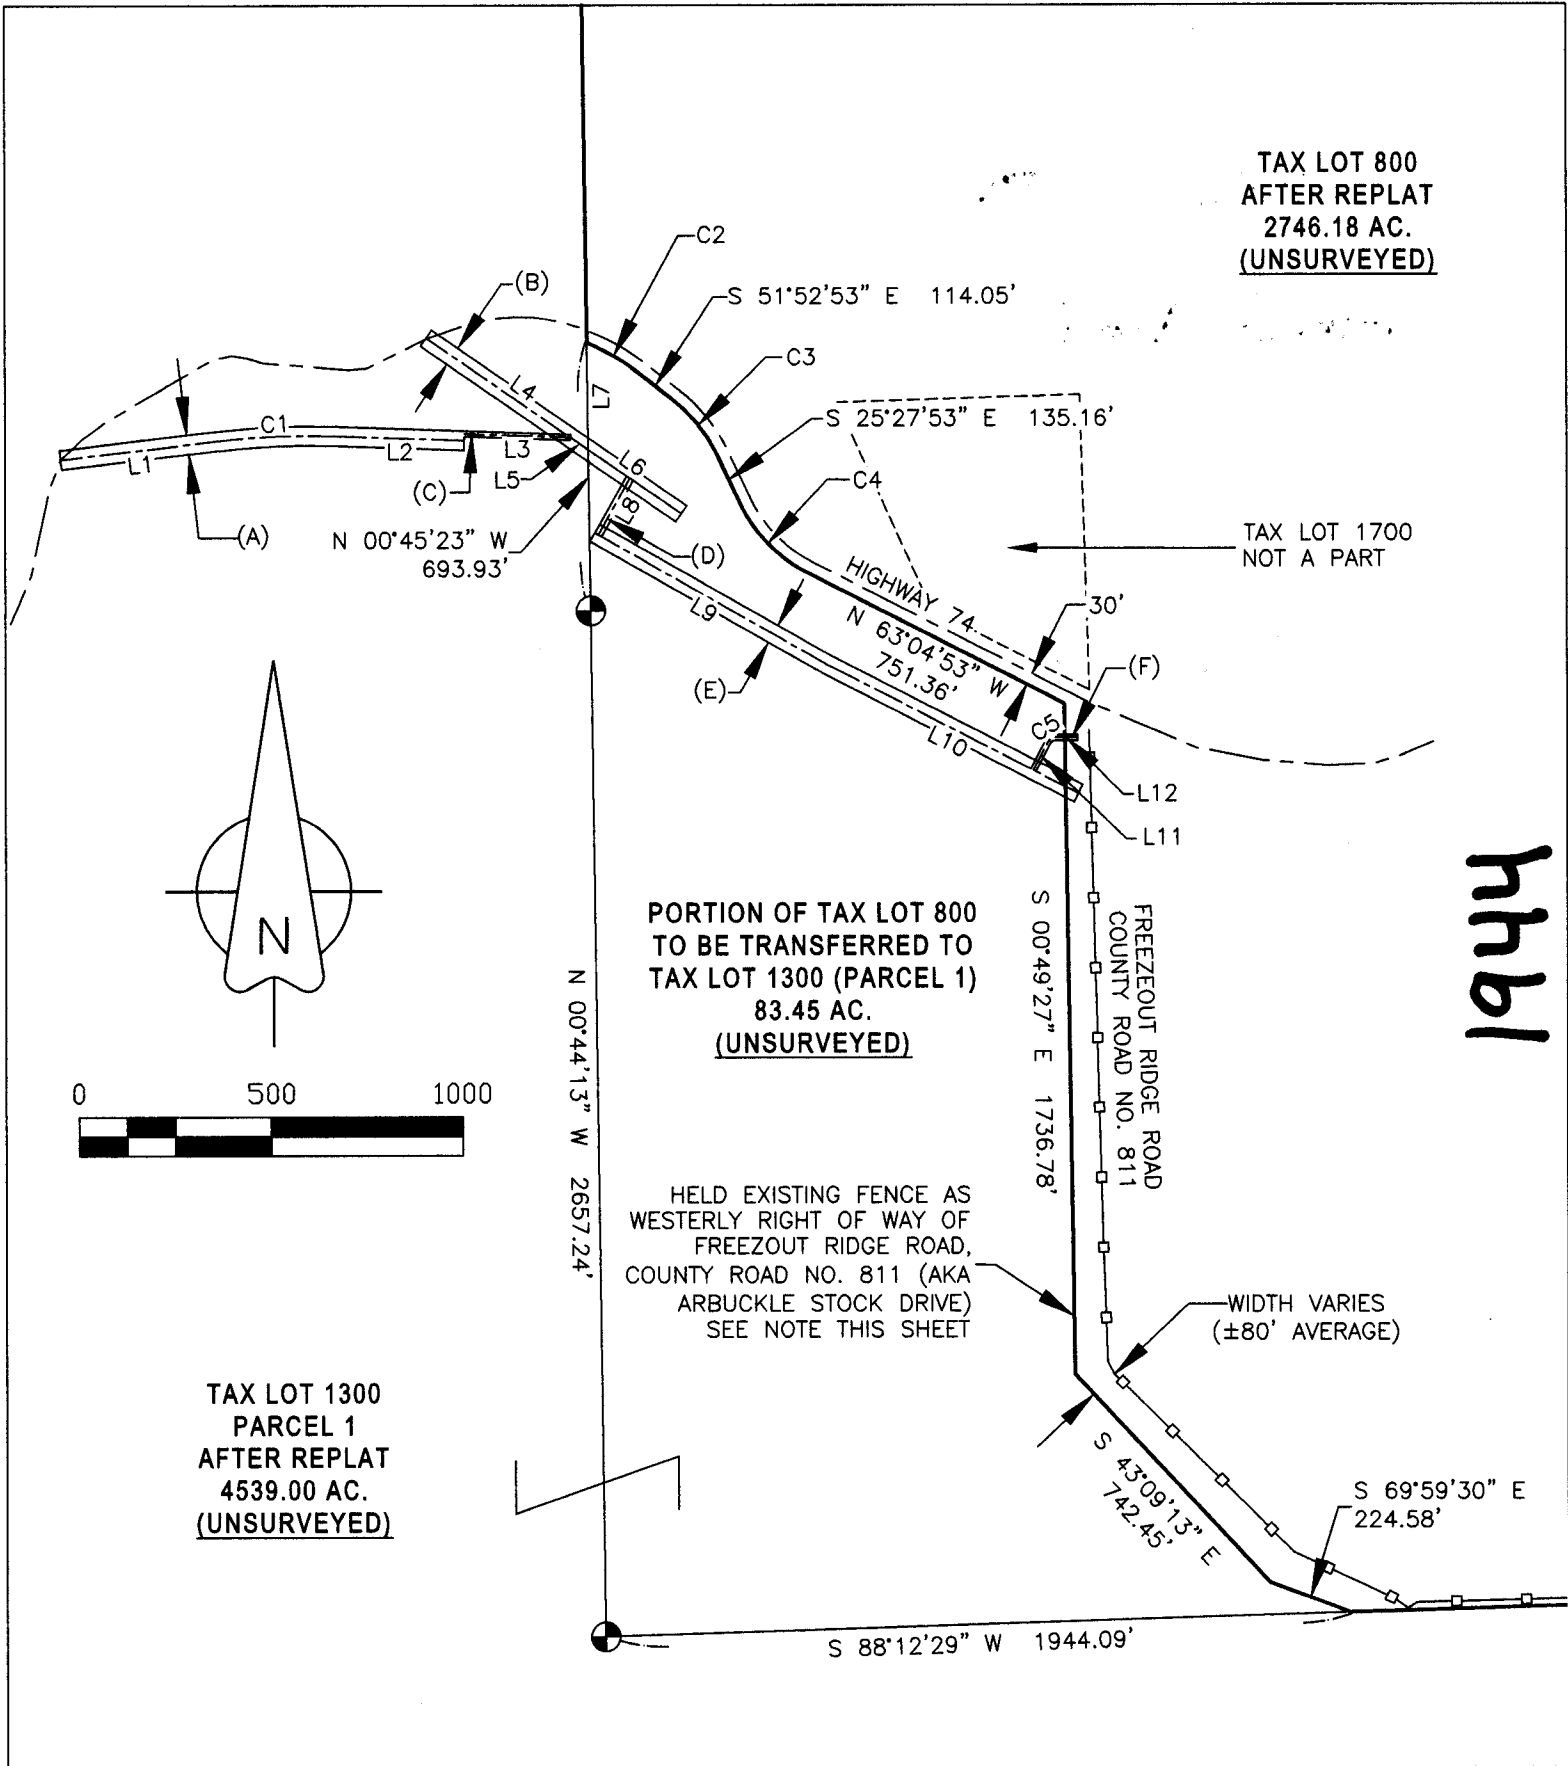 TAX LOT 800
AFTER REPLAT
2746.18 AC.
(UNSURVEYED)
C2
(B)
S 51°52'53" E 114.05'
C3
L4
L7
S 25°27'53" E 135.16'
C1
L1
L2
L3
L5
L6
(C)
C4
(A)
L8
N 00°45'23" W
693.93'
(D)
TAX LOT 1700
NOT A PART
HIGHWAY 74
30'
L9
N 63°04'53" W
751.36'
(E)
(F)
C5
L10
L12
L11
1644
N
PORTION OF TAX LOT 800
TO BE TRANSFERRED TO
TAX LOT 1300 (PARCEL 1)
83.45 AC.
(UNSURVEYED)
S 00°49'27" E 1736.78'
FREEZEOUT RIDGE ROAD
COUNTY ROAD NO. 811
N 00°44'13" W 2657.24'
0 500 1000
HELD EXISTING FENCE AS
WESTERLY RIGHT OF WAY OF
FREEZOUT RIDGE ROAD,
COUNTY ROAD NO. 811 (AKA
ARBUCKLE STOCK DRIVE)
SEE NOTE THIS SHEET
WIDTH VARIES
(±80' AVERAGE)
TAX LOT 1300
PARCEL 1
AFTER REPLAT
4539.00 AC.
(UNSURVEYED)
S 43°09'13" E
742.45'
S 69°59'30" E
224.58'
S 88°12'29" W 1944.09'